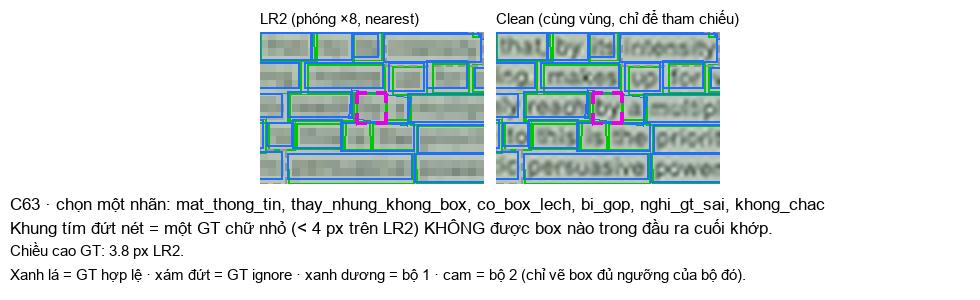 LR2 (phóng ×8, nearest)
Clean (cùng vùng, chỉ để tham chiếu)
that by its intensity
ng, makes up for
ly reach by a multipl
to this is the priorit
persuasive power
C63 · chọn một nhãn: mat_thong_tin, thay_nhung_khong_box, co_box_lech, bi_gop, nghi_gt_sai, khong_chac
Khung tím đứt nét = một GT chữ nhỏ (< 4 px trên LR2) KHÔNG được box nào trong đầu ra cuối khớp.
Chiều cao GT: 3.8 px LR2.
Xanh lá = GT hợp lệ · xám đứt = GT ignore · xanh dương = bộ 1 · cam = bộ 2 (chỉ vẽ box đủ ngưỡng của bộ đó).